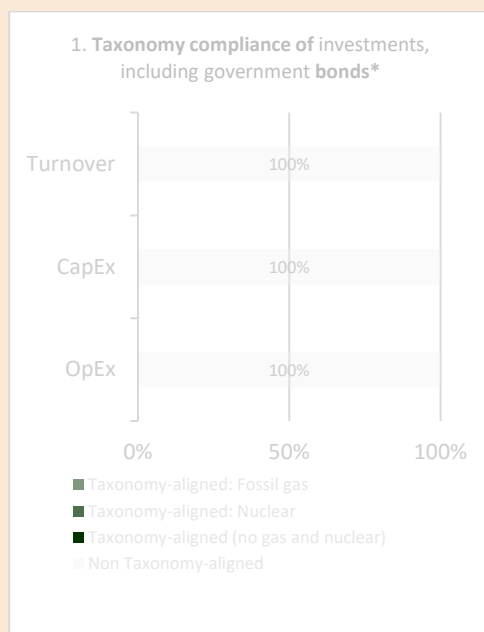 1. Taxonomy compliance of investments,
including government bonds*
Turnover
100%
CapEx
100%
OpEx
100%
0% 50% 100%
Taxonomy-aligned: Fossil gas
Taxonomy-aligned: Nuclear
Taxonomy-aligned (no gas and nuclear)
Non Taxonomy-aligned